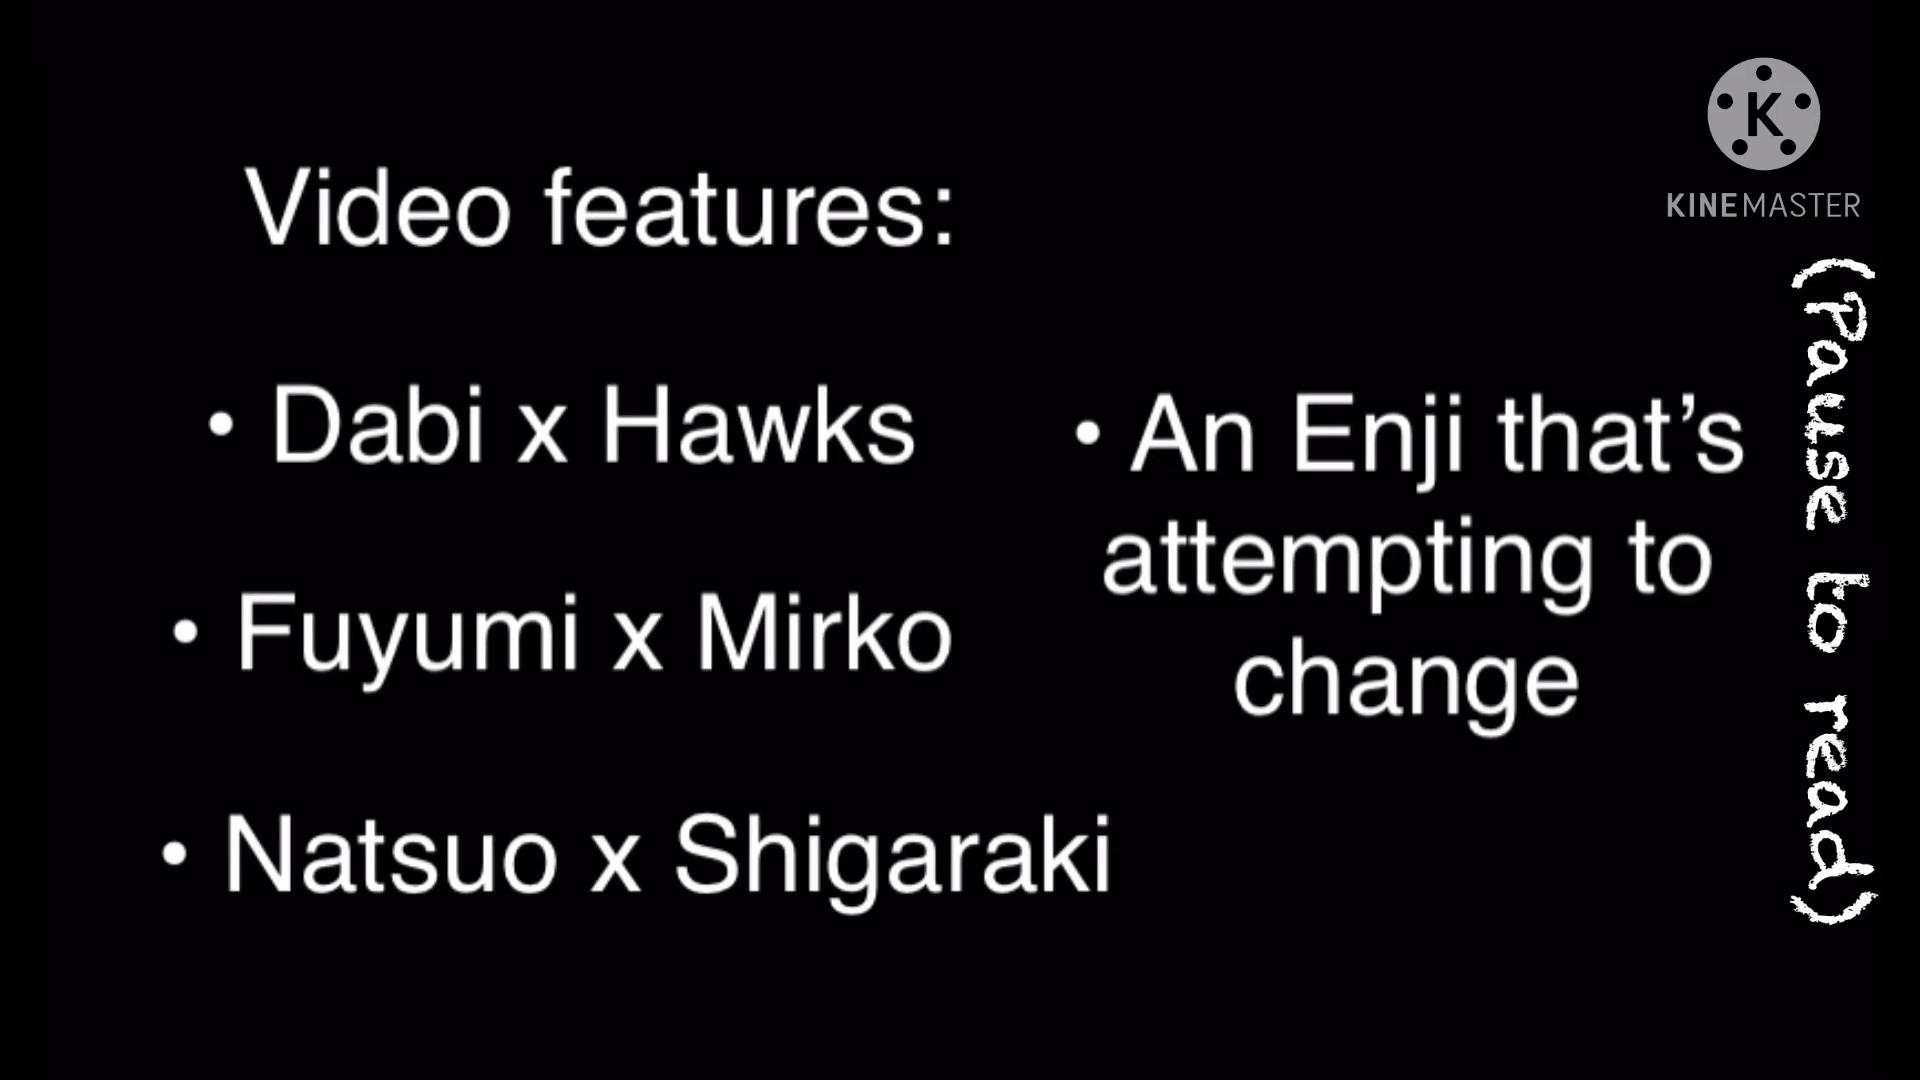 Video features:
• Dabi x Hawks
• Fuyumi x Mirko
• Natsuo x Shigaraki
• An Enji that’s
attempting to
change
K
KINEMASTER
(Pause to read)